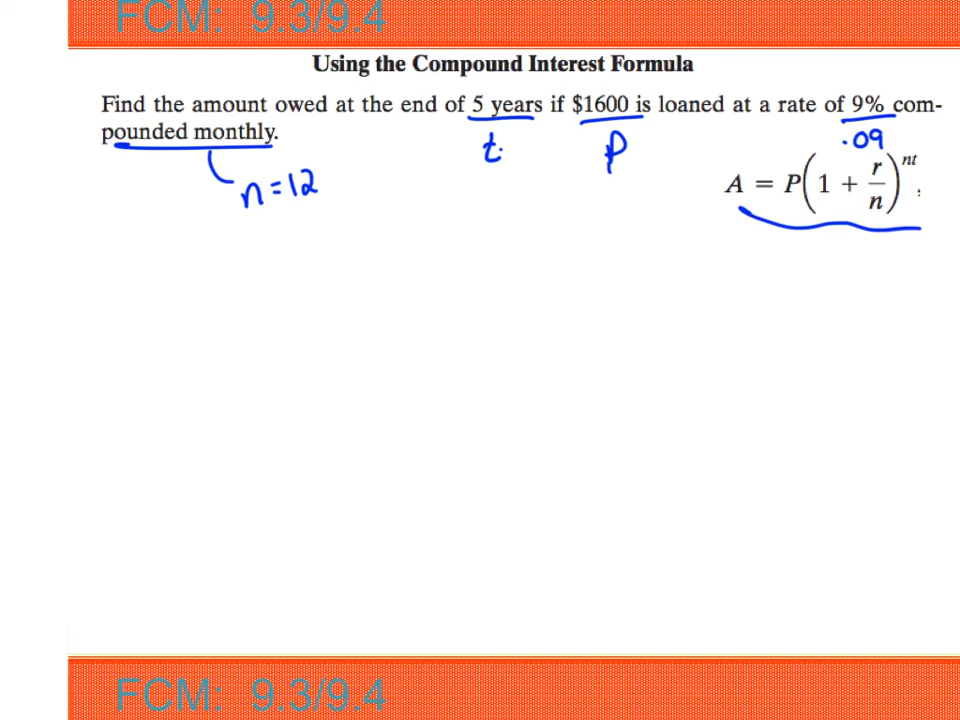 FCM: 9.3/9.4
Using the Compound Interest Formula
Find the amount owed at the end of 5 years if $1600 is loaned at a rate of 9% com-
pounded monthly.
t
P
.09
n=12
A = P(1 + r/n)^nt
FCM: 9.3/9.4